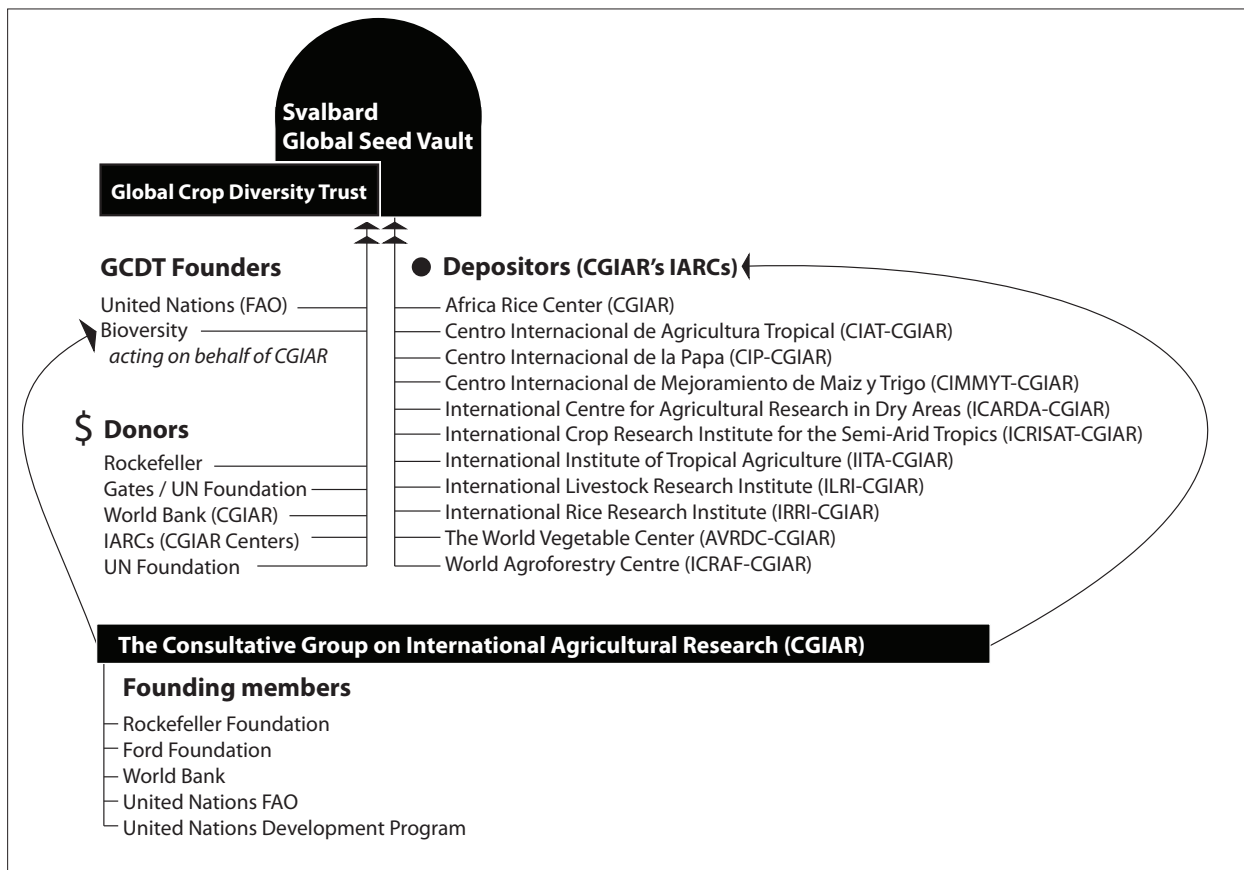 Svalbard
Global Seed Vault
Global Crop Diversity Trust
GCDT Founders
United Nations (FAO)
Bioversity
acting on behalf of CGIAR
$ Donors
Rockefeller
Gates / UN Foundation
World Bank (CGIAR)
IARCs (CGIAR Centers)
UN Foundation
Depositors (CGIAR's IARCs)
Africa Rice Center (CGIAR)
Centro Internacional de Agricultura Tropical (CIAT-CGIAR)
Centro Internacional de la Papa (CIP-CGIAR)
Centro Internacional de Mejoramiento de Maiz y Trigo (CIMMYT-CGIAR)
International Centre for Agricultural Research in Dry Areas (ICARDA-CGIAR)
International Crop Research Institute for the Semi-Arid Tropics (ICRISAT-CGIAR)
International Institute of Tropical Agriculture (IITA-CGIAR)
International Livestock Research Institute (ILRI-CGIAR)
International Rice Research Institute (IRRI-CGIAR)
The World Vegetable Center (AVRDC-CGIAR)
World Agroforestry Centre (ICRAF-CGIAR)
The Consultative Group on International Agricultural Research (CGIAR)
Founding members
Rockefeller Foundation
Ford Foundation
World Bank
United Nations FAO
United Nations Development Program